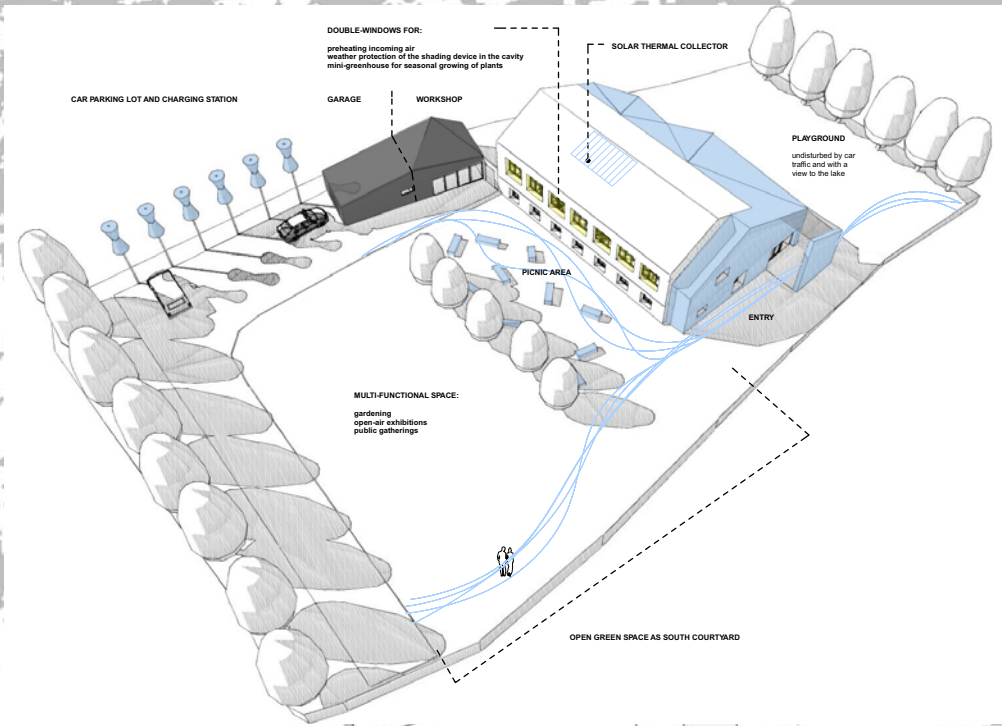 DOUBLE-WINDOWS FOR:
preheating incoming air
weather protection of the shading device in the cavity
mini-greenhouse for seasonal growing of plants
SOLAR THERMAL COLLECTOR
CAR PARKING LOT AND CHARGING STATION
GARAGE
WORKSHOP
PLAYGROUND
undisturbed by car
traffic and with a
view to the lake
PICNIC AREA
ENTRY
MULTI-FUNCTIONAL SPACE:
gardening
open-air exhibitions
public gatherings
OPEN GREEN SPACE AS SOUTH COURTYARD